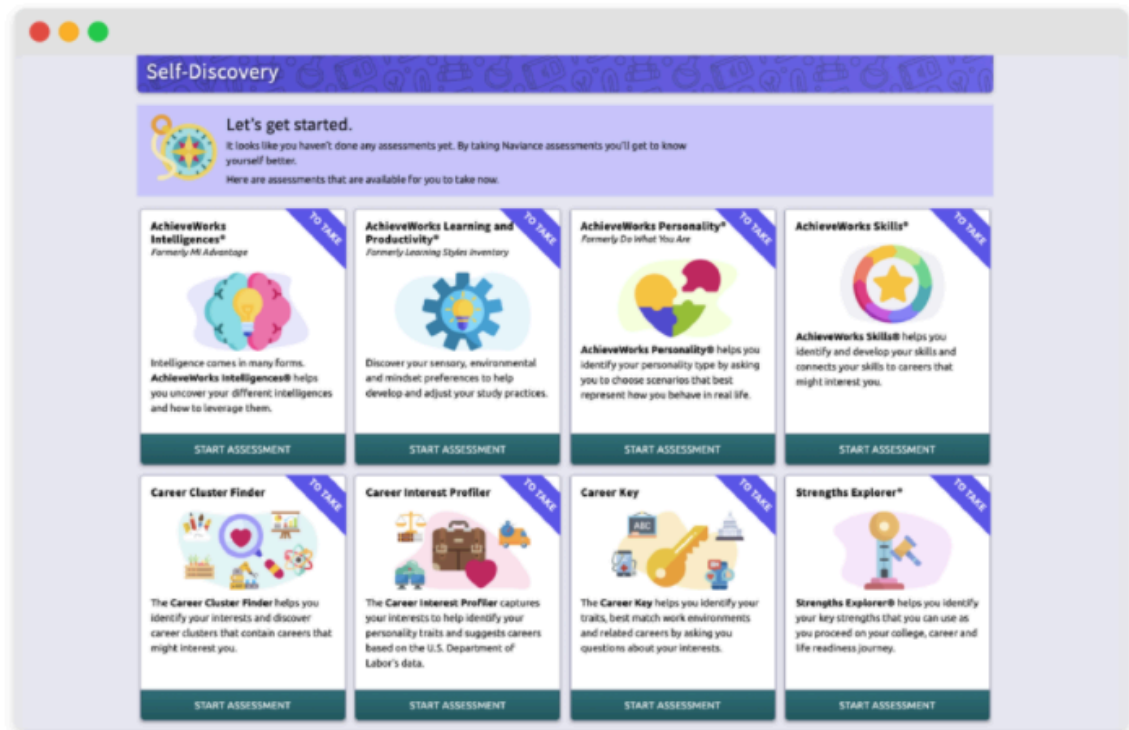 Self-Discovery
Let's get started.
It looks like you haven't done any assessments yet. By taking Naviance assessments you'll get to know
yourself better.
Here are assessments that are available for you to take now.
TO TAKE
AchieveWorks
Intelligences®
Formerly MI Advantage
Intelligence comes in many forms.
AchieveWorks Intelligences® helps
you uncover your different intelligences
and how to leverage them.
START ASSESSMENT
TO TAKE
AchieveWorks Learning and
Productivity®
Formerly Learning Styles Inventory
Discover your sensory, environmental
and mindset preferences to help
develop and adjust your study practices.
START ASSESSMENT
TO TAKE
AchieveWorks Personality®
Formerly Do What You Are
AchieveWorks Personality® helps you
identify your personality type by asking
you to choose scenarios that best
represent how you behave in real life.
START ASSESSMENT
TO TAKE
AchieveWorks Skills®
AchieveWorks Skills® helps you
identify and develop your skills and
connects your skills to careers that
might interest you.
START ASSESSMENT
TO TAKE
Career Cluster Finder
The Career Cluster Finder helps you
identify your interests and discover
career clusters that contain careers that
might interest you.
START ASSESSMENT
TO TAKE
Career Interest Profiler
The Career Interest Profiler captures
your interests to help identify your
personality traits and suggests careers
based on the U.S. Department of
Labor's data.
START ASSESSMENT
TO TAKE
Career Key
ABC
The Career Key helps you identify your
traits, best match work environments
and related careers by asking you
questions about your interests.
START ASSESSMENT
TO TAKE
Strengths Explorer®
Strengths Explorer® helps you identify
your key strengths that you can use as
you proceed on your college, career and
life readiness journey.
START ASSESSMENT